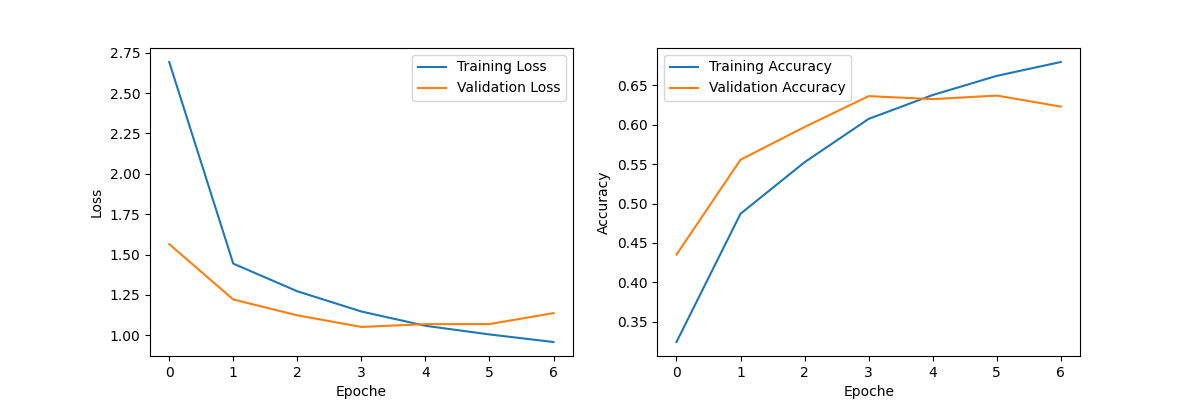 2.75
2.50
2.25
2.00
1.75
1.50
1.25
1.00
Loss
0 1 2 3 4 5 6
Epoche
Training Loss
Validation Loss
0.65
0.60
0.55
0.50
0.45
0.40
0.35
Accuracy
0 1 2 3 4 5 6
Epoche
Training Accuracy
Validation Accuracy